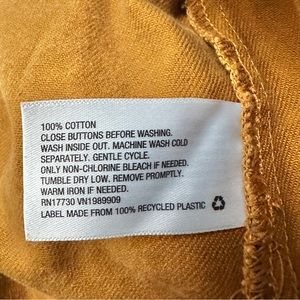 100% COTTON
CLOSE BUTTONS BEFORE WASHING.
WASH INSIDE OUT. MACHINE WASH COLD
SEPARATELY. GENTLE CYCLE.
ONLY NON-CHLORINE BLEACH IF NEEDED.
TUMBLE DRY LOW. REMOVE PROMPTLY.
WARM IRON IF NEEDED.
RN17730 VN1989909
LABEL MADE FROM 100% RECYCLED PLASTIC